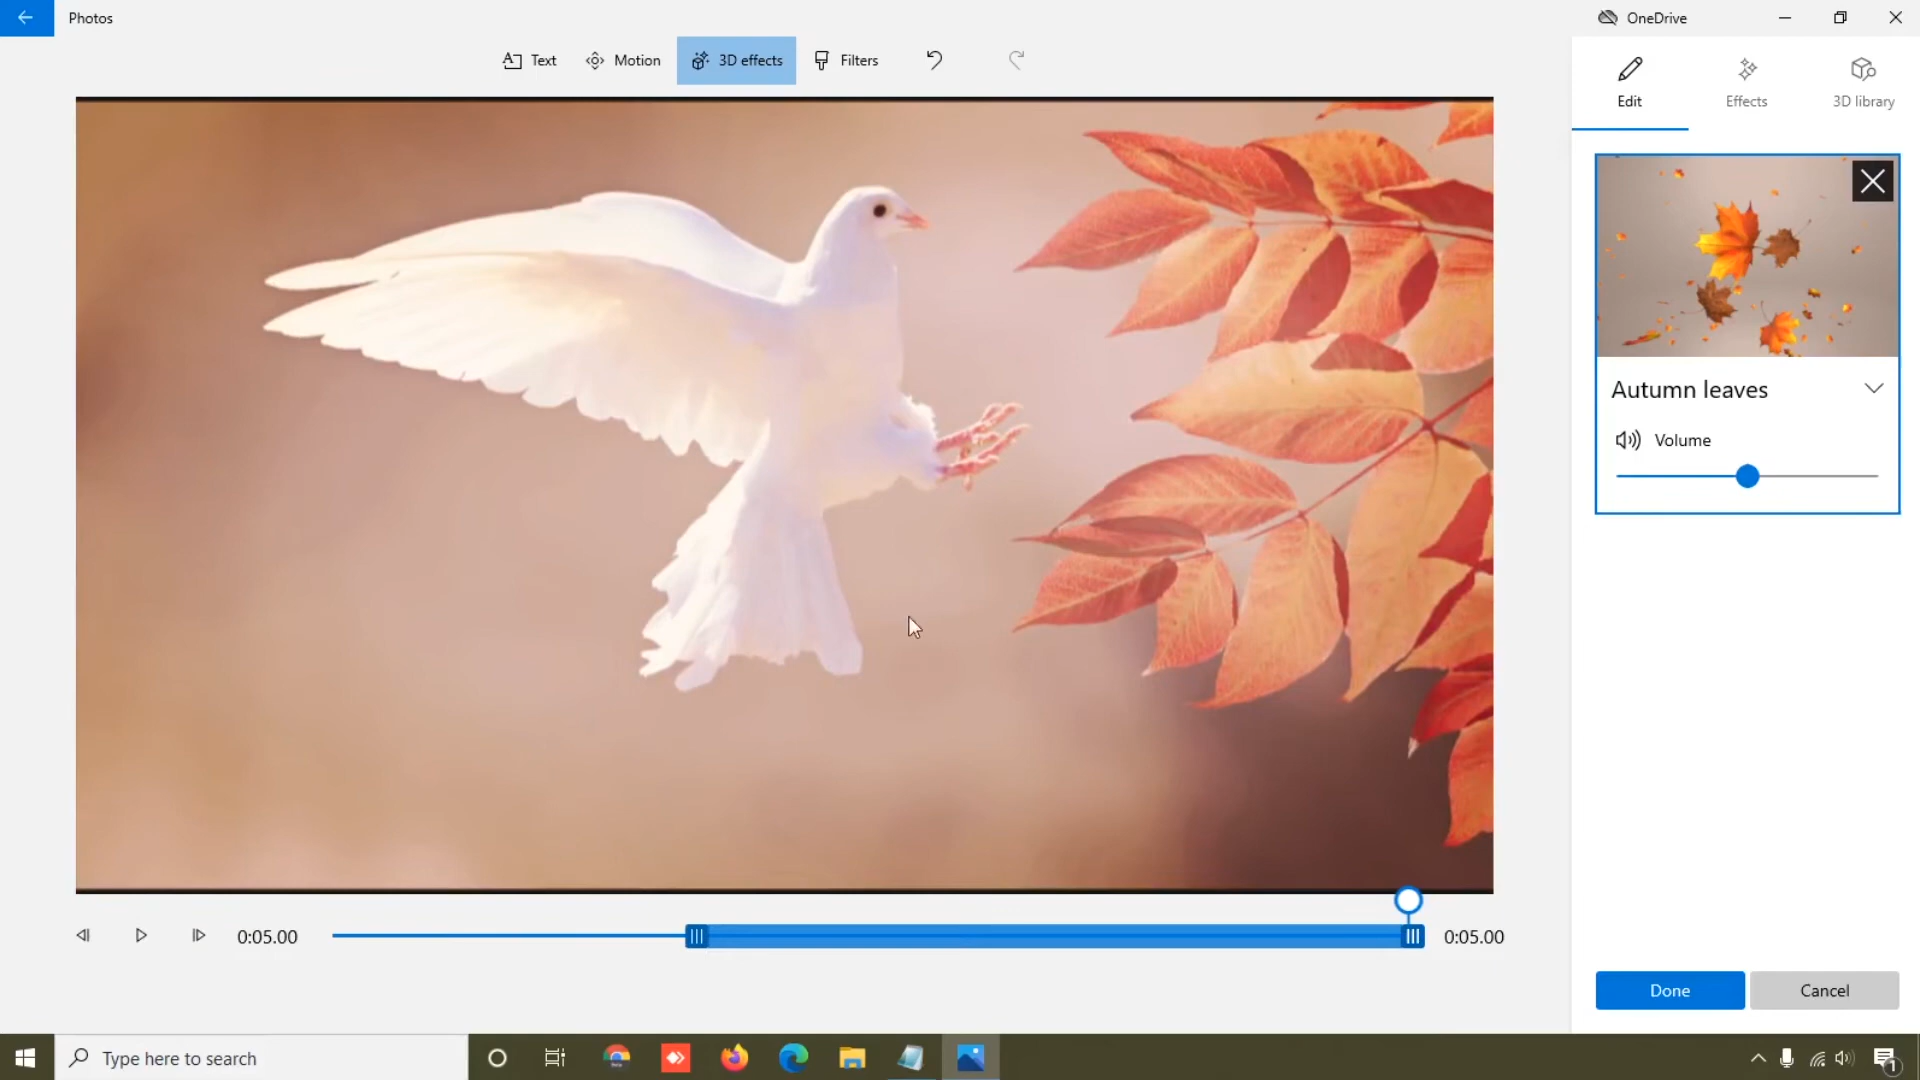 Photos
OneDrive
Text
Motion
3D effects
Filters
Edit
Effects
3D library
Autumn leaves
Volume
0:05.00
0:05.00
Done
Cancel
Type here to search
1